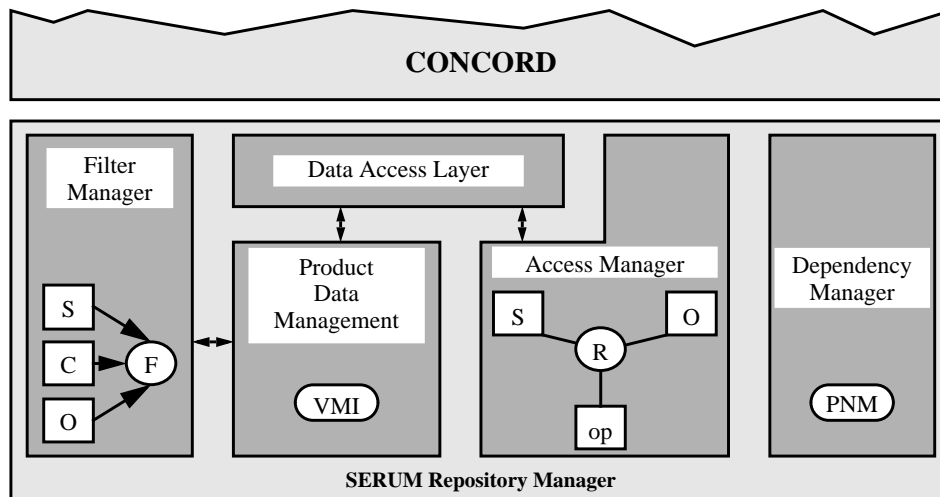 CONCORD
Filter
Manager
Data Access Layer
Product
Data
Management
Access Manager
Dependency
Manager
S
C
O
F
VMI
S
O
R
op
PNM
SERUM Repository Manager